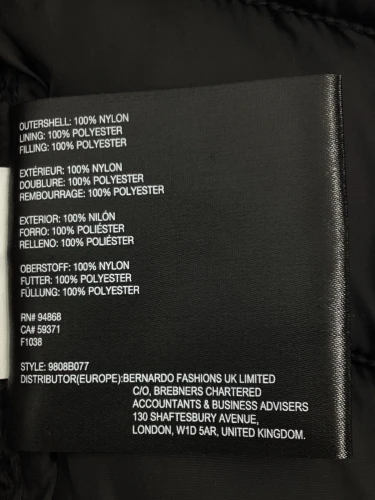 OUTERSHELL: 100% NYLON
LINING: 100% POLYESTER
FILLING: 100% POLYESTER
EXTÉRIEUR: 100% NYLON
DOUBLURE: 100% POLYESTER
REMBOURRAGE: 100% POLYESTER
EXTERIOR: 100% NILÓN
FORRO: 100% POLIÉSTER
RELLENO: 100% POLIÉSTER
OBERSTOFF: 100% NYLON
FUTTER: 100% POLYESTER
FÜLLUNG: 100% POLYESTER
RN# 94868
CA# 59371
F1038
STYLE: 9808B077
DISTRIBUTOR(EUROPE):BERNARDO FASHIONS UK LIMITED
C/O, BREBNERS CHARTERED
ACCOUNTANTS & BUSINESS ADVISERS
130 SHAFTESBURY AVENUE,
LONDON, W1D 5AR, UNITED KINGDOM.